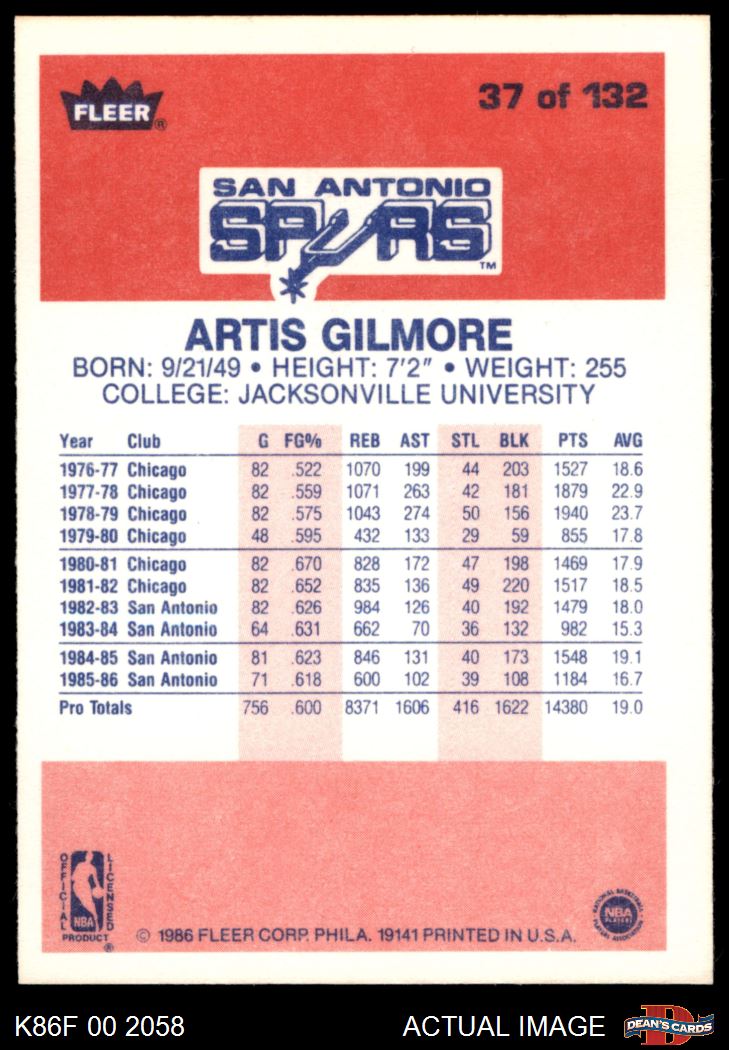 FLEER®
37 of 132
SAN ANTONIO
SPURS
TM
ARTIS GILMORE
BORN: 9/21/49 • HEIGHT: 7'2" • WEIGHT: 255
COLLEGE: JACKSONVILLE UNIVERSITY
Year Club G FG% REB AST STL BLK PTS AVG
1976-77 Chicago 82 .522 1070 199 44 203 1527 18.6
1977-78 Chicago 82 .559 1071 263 42 181 1879 22.9
1978-79 Chicago 82 .575 1043 274 50 156 1940 23.7
1979-80 Chicago 48 .595 432 133 29 59 855 17.8
1980-81 Chicago 82 .670 828 172 47 198 1469 17.9
1981-82 Chicago 82 .652 835 136 49 220 1517 18.5
1982-83 San Antonio 82 .626 984 126 40 192 1479 18.0
1983-84 San Antonio 64 .631 662 70 36 132 982 15.3
1984-85 San Antonio 81 .623 846 131 40 173 1548 19.1
1985-86 San Antonio 71 .618 600 102 39 108 1184 16.7
Pro Totals 756 .600 8371 1606 416 1622 14380 19.0
OFFICIAL LICENSED
NBA
PRODUCT ®
© 1986 FLEER CORP. PHILA. 19141 PRINTED IN U.S.A.
NATIONAL BASKETBALL
NBA
PLAYERS
PLAYERS ASSOCIATION
K86F 00 2058
ACTUAL IMAGE
D
DEAN'S CARDS